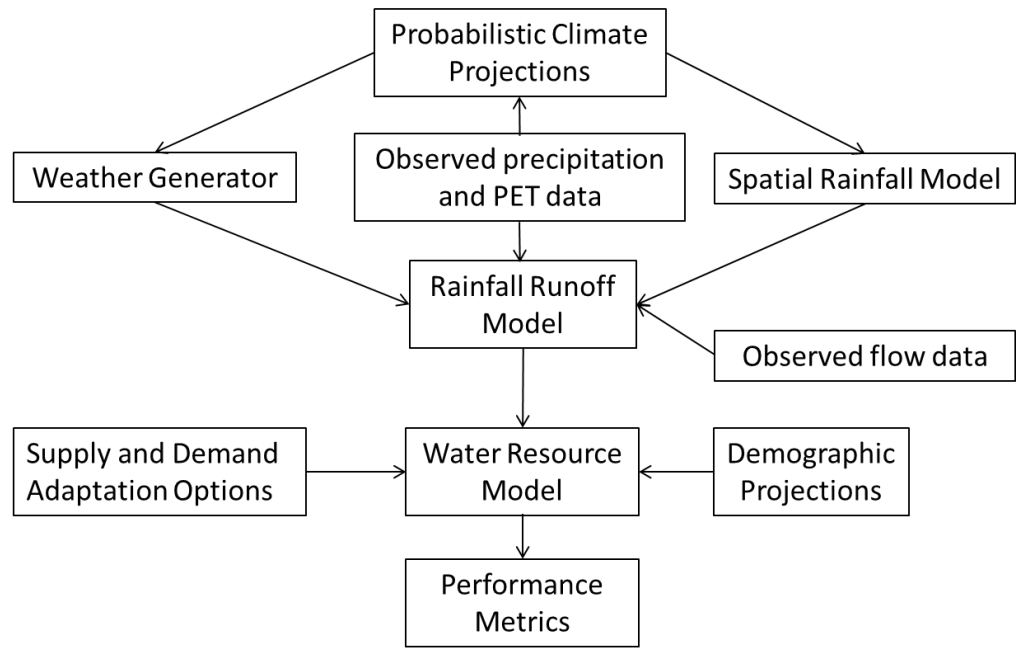 Probabilistic Climate
Projections
Weather Generator
Observed precipitation
and PET data
Spatial Rainfall Model
Rainfall Runoff
Model
Observed flow data
Supply and Demand
Adaptation Options
Water Resource
Model
Demographic
Projections
Performance
Metrics